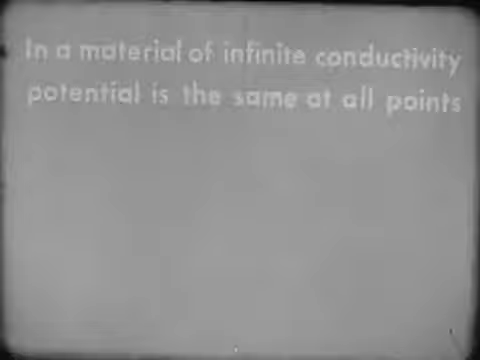 In a material of infinite conductivity
potential is the same at all points